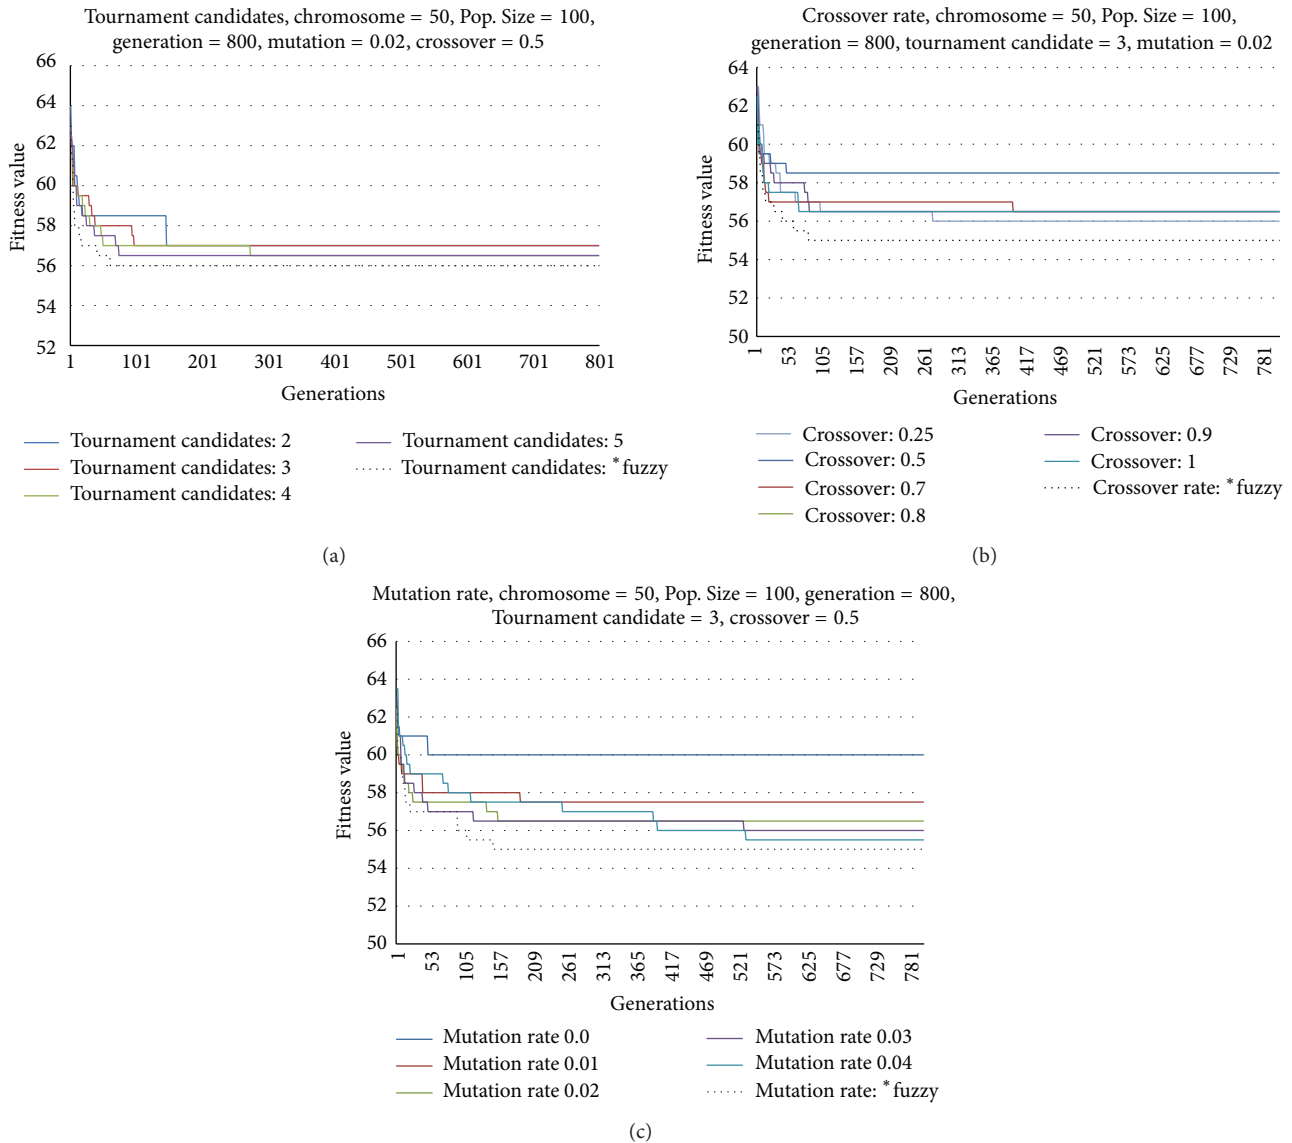 Tournament candidates, chromosome = 50, Pop. Size = 100,
generation = 800, mutation = 0.02, crossover = 0.5
66
64
62
60
58
56
54
52
Fitness value
1 101 201 301 401 501 601 701 801
Generations
Tournament candidates: 2
Tournament candidates: 3
Tournament candidates: 4
Tournament candidates: 5
Tournament candidates: *fuzzy
(a)
Crossover rate, chromosome = 50, Pop. Size = 100,
generation = 800, tournament candidate = 3, mutation = 0.02
64
62
60
58
56
54
52
50
Fitness value
1 53 105 157 209 261 313 365 417 469 521 573 625 677 729 781
Generations
Crossover: 0.25
Crossover: 0.5
Crossover: 0.7
Crossover: 0.8
Crossover: 0.9
Crossover: 1
Crossover rate: *fuzzy
(b)
Mutation rate, chromosome = 50, Pop. Size = 100, generation = 800,
Tournament candidate = 3, crossover = 0.5
66
64
62
60
58
56
54
52
50
Fitness value
1 53 105 157 209 261 313 365 417 469 521 573 625 677 729 781
Generations
Mutation rate 0.0
Mutation rate 0.01
Mutation rate 0.02
Mutation rate 0.03
Mutation rate 0.04
Mutation rate: *fuzzy
(c)